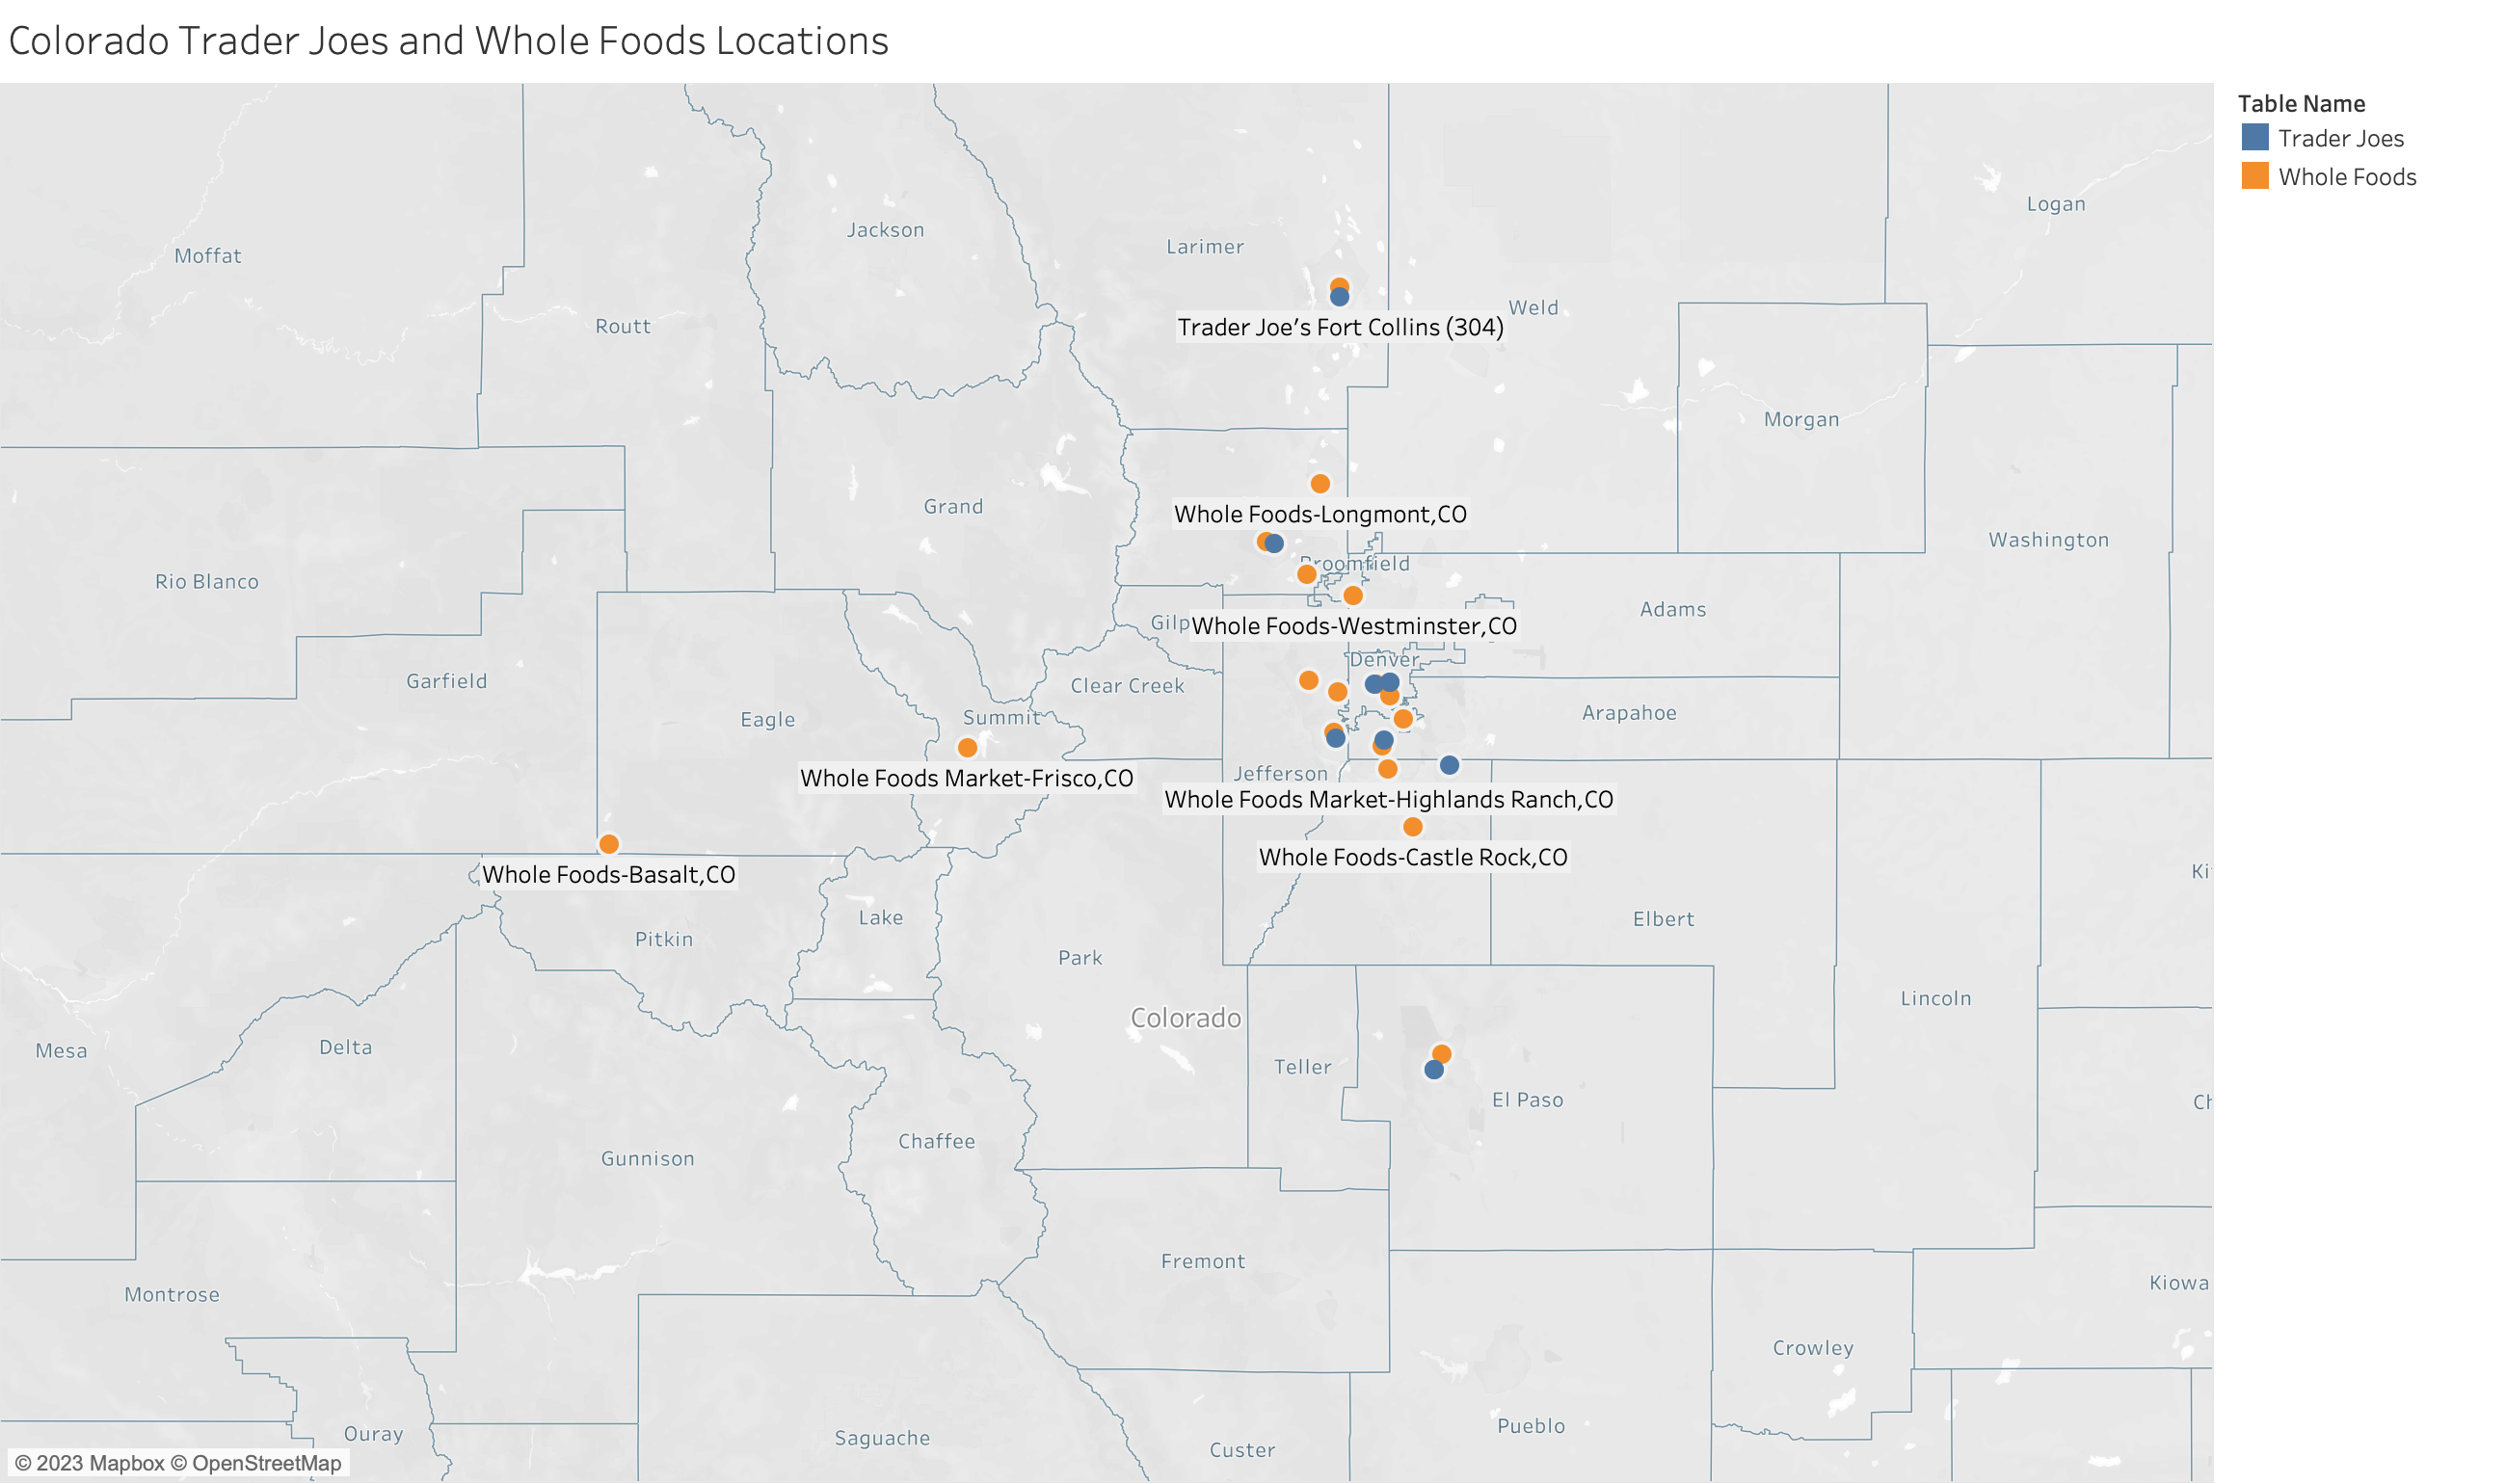 Colorado Trader Joes and Whole Foods Locations
Table Name
Trader Joes
Whole Foods
Logan
Jackson
Larimer
Moffat
Weld
Routt
Trader Joe's Fort Collins (304)
Morgan
Grand
Whole Foods-Longmont,CO
Washington
Broomfield
Rio Blanco
Adams
Gilp
Whole Foods-Westminster,CO
Denver
Garfield
Clear Creek
Eagle
Summit
Arapahoe
Whole Foods Market-Frisco,CO
Jefferson
Whole Foods Market-Highlands Ranch,CO
Whole Foods-Castle Rock,CO
Whole Foods-Basalt,CO
Ki
Lake
Elbert
Pitkin
Park
Lincoln
Colorado
Mesa
Delta
Teller
El Paso
Ch
Chaffee
Gunnison
Fremont
Kiowa
Montrose
Crowley
Pueblo
Ouray
Saguache
Custer
© 2023 Mapbox © OpenStreetMap